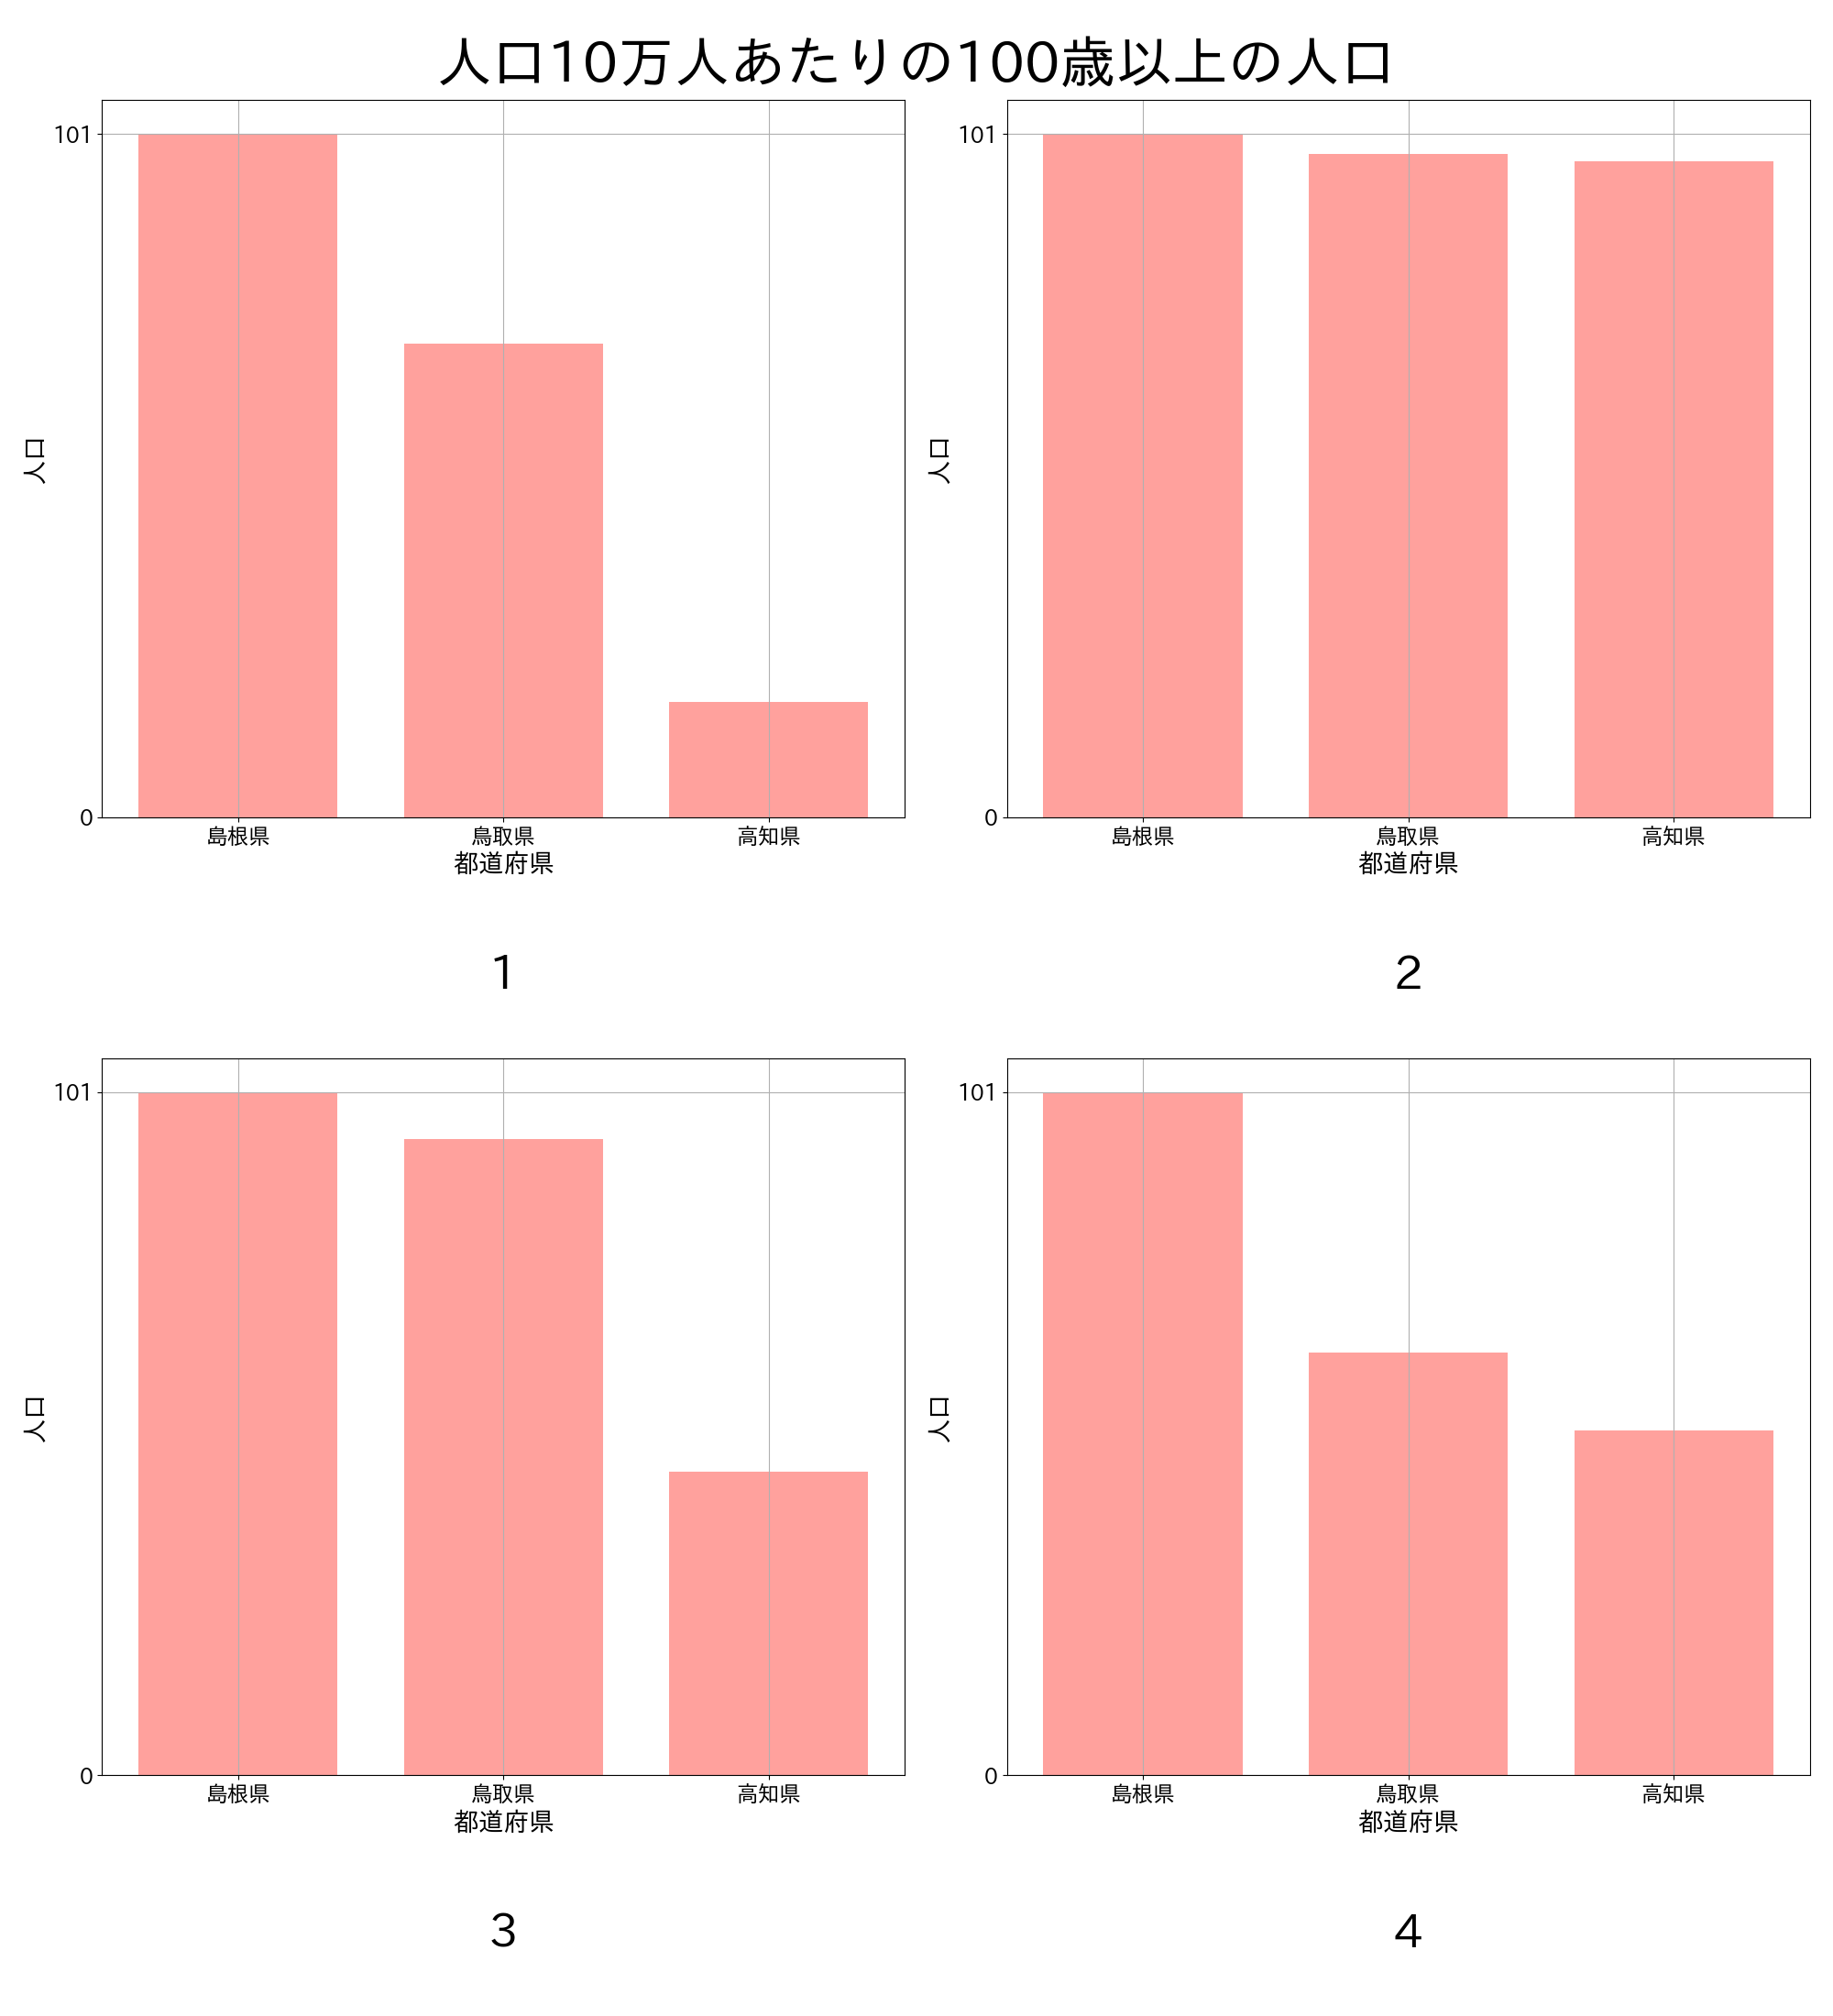 人口10万人あたりの100歳以上の人口
101
0
人口
島根県 鳥取県 高知県
都道府県
1
101
0
人口
島根県 鳥取県 高知県
都道府県
2
101
0
人口
島根県 鳥取県 高知県
都道府県
3
101
0
人口
島根県 鳥取県 高知県
都道府県
4